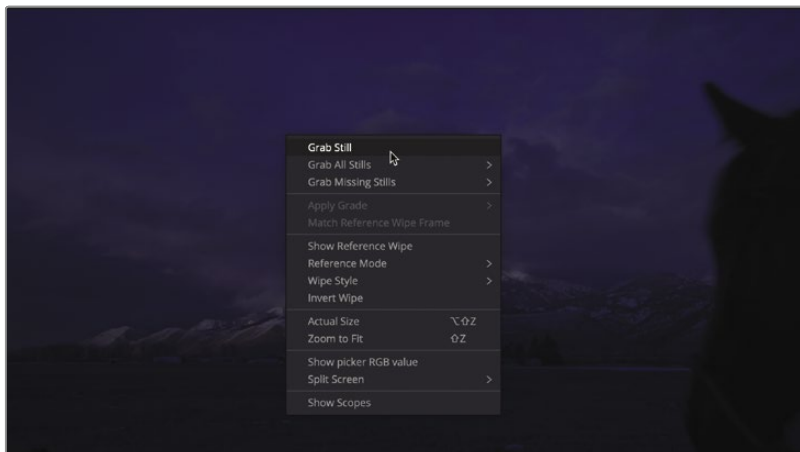 Grab Still
Grab All Stills
Grab Missing Stills
Apply Grade
Match Reference Wipe Frame
Show Reference Wipe
Reference Mode
Wipe Style
Invert Wipe
Actual Size ⌥⇧Z
Zoom to Fit ⇧Z
Show picker RGB value
Split Screen
Show Scopes